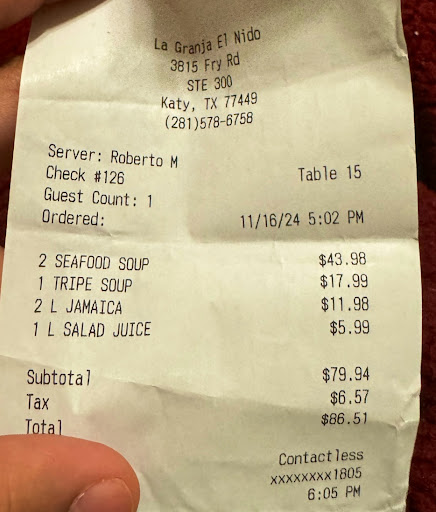 La Granja El Nido
3815 Fry Rd
STE 300
Katy, TX 77449
(281)578-6758
Server: Roberto M
Check #126 Table 15
Guest Count: 1
Ordered: 11/16/24 5:02 PM
2 SEAFOOD SOUP $43.98
1 TRIPE SOUP $17.99
2 L JAMAICA $11.98
1 L SALAD JUICE $5.99
Subtotal $79.94
Tax $6.57
Total $86.51
Contactless
xxxxxxxx1805
6:05 PM